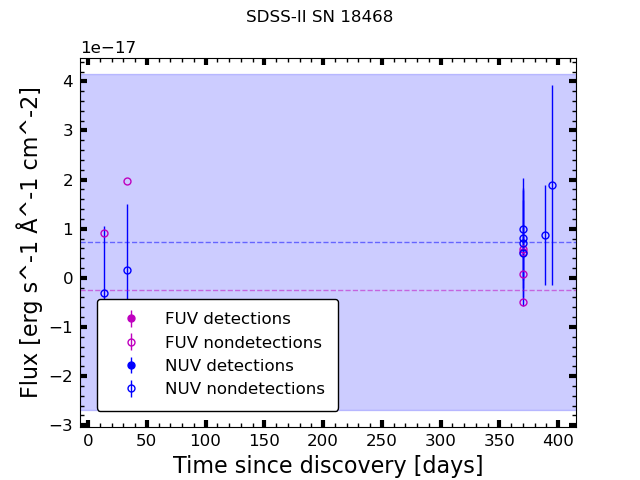 SDSS-II SN 18468
1e−17
Flux [erg s^-1 Å^-1 cm^-2]
4
3
2
1
0
−1
−2
−3
FUV detections
FUV nondetections
NUV detections
NUV nondetections
0 50 100 150 200 250 300 350 400
Time since discovery [days]